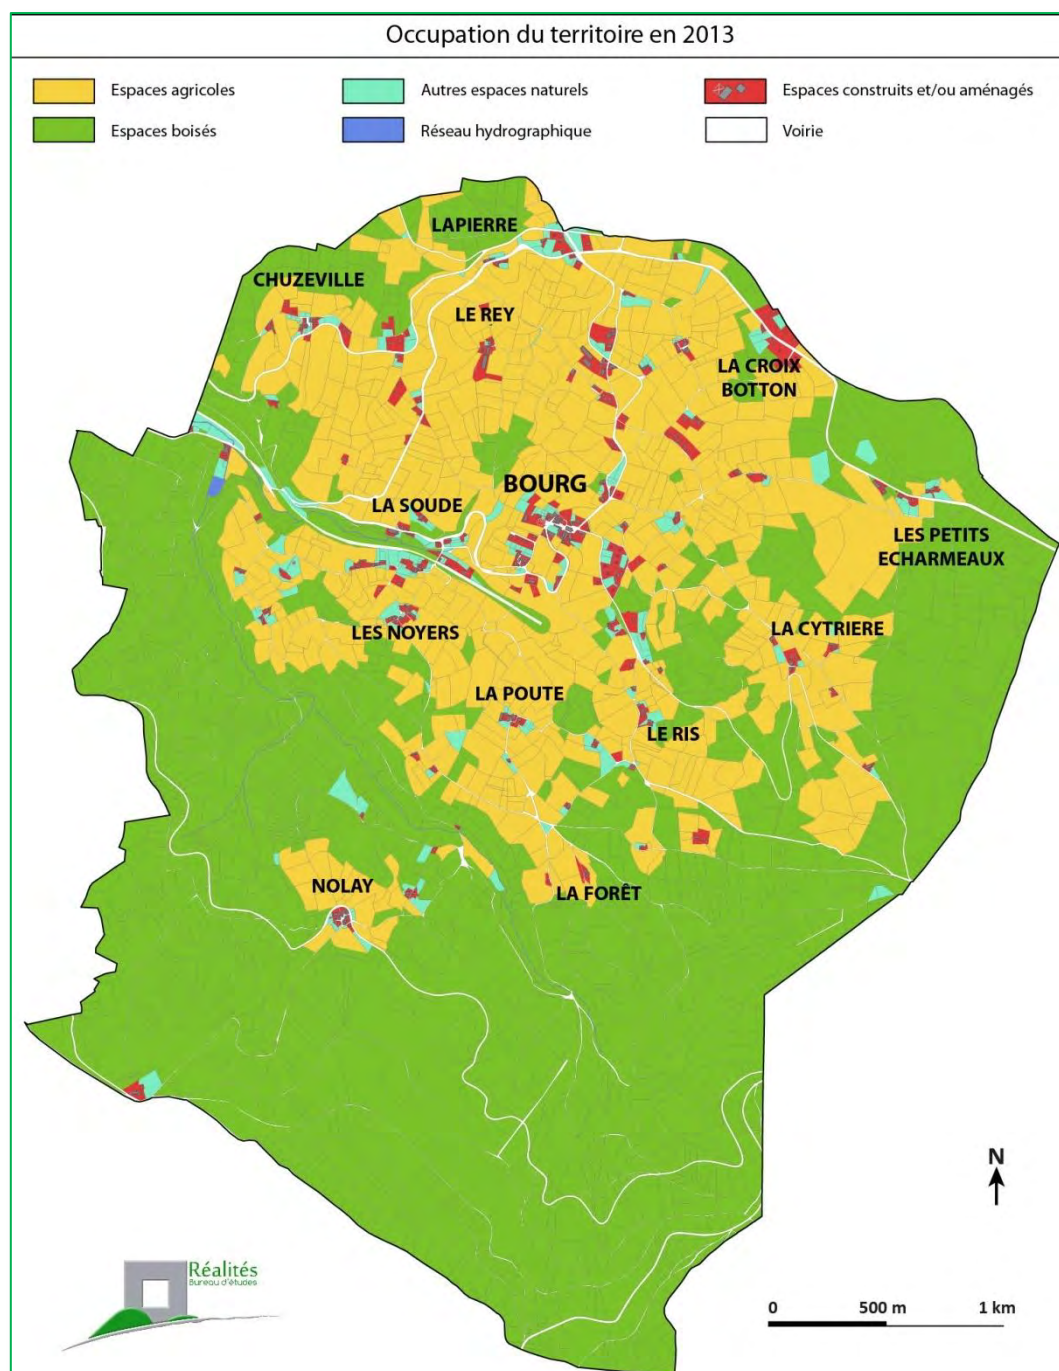 Occupation du territoire en 2013
Espaces agricoles
Autres espaces naturels
Espaces construits et/ou aménagés
Espaces boisés
Réseau hydrographique
Voirie
LAPIERRE
CHUZEVILLE
LE REY
LA CROIX
BOTTON
BOURG
LA SOUDE
LES PETITS
ECHARMEAUX
LES NOYERS
LA CYTRIERE
LA POUTE
LE RIS
NOLAY
LA FORÊT
N
Réalités
Bureau d'études
0 500 m 1 km